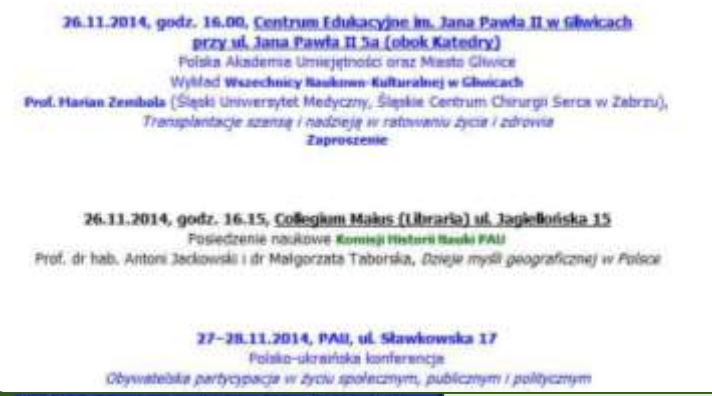 26.11.2014, godz. 16.00, Centrum Edukacyjne im. Jana Pawła II w Gliwicach
przy ul. Jana Pawła II 5a (obok Katedry)
Polska Akademia Umiejętności oraz Miasto Gliwice
Wykład Wszechnicy Naukowo-Kulturalnej w Gliwicach
Prof. Marian Zembala (Śląski Uniwersytet Medyczny, Śląskie Centrum Chirurgii Serca w Zabrzu),
Transplantacje szansą i nadzieją w ratowaniu życia i zdrowia
Zaproszenie
26.11.2014, godz. 16.15, Collegium Maius (Libraria) ul. Jagiellońska 15
Posiedzenie naukowe Komisji Historii Nauki PAU
Prof. dr hab. Antoni Jackowski i dr Małgorzata Taborska, Dzieje myśli geograficznej w Polsce
27–28.11.2014, PAU, ul. Sławkowska 17
Polsko-ukraińska konferencja
Obywatelska partycypacja w życiu społecznym, publicznym i politycznym